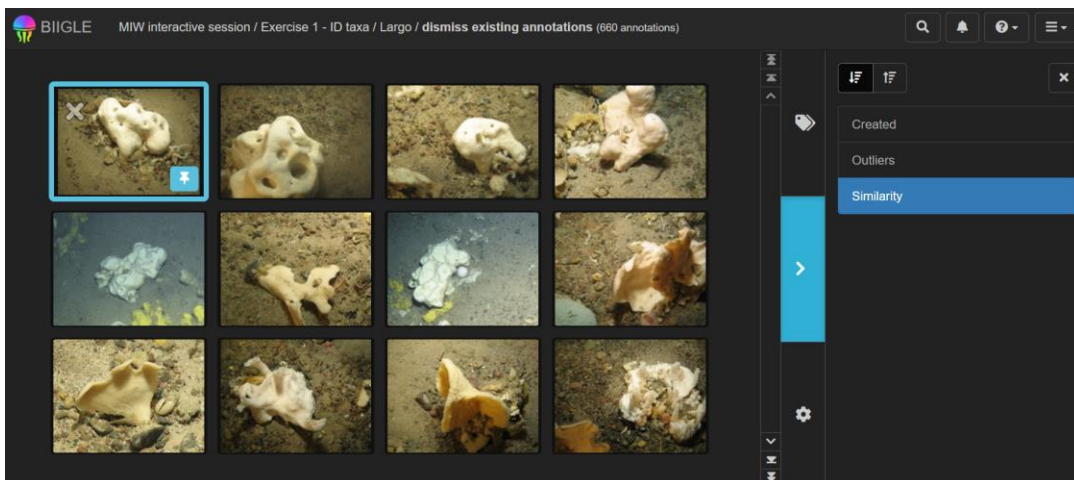 BIIGLE MIW interactive session / Exercise 1 - ID taxa / Largo / dismiss existing annotations (660 annotations)
Created
Outliers
Similarity